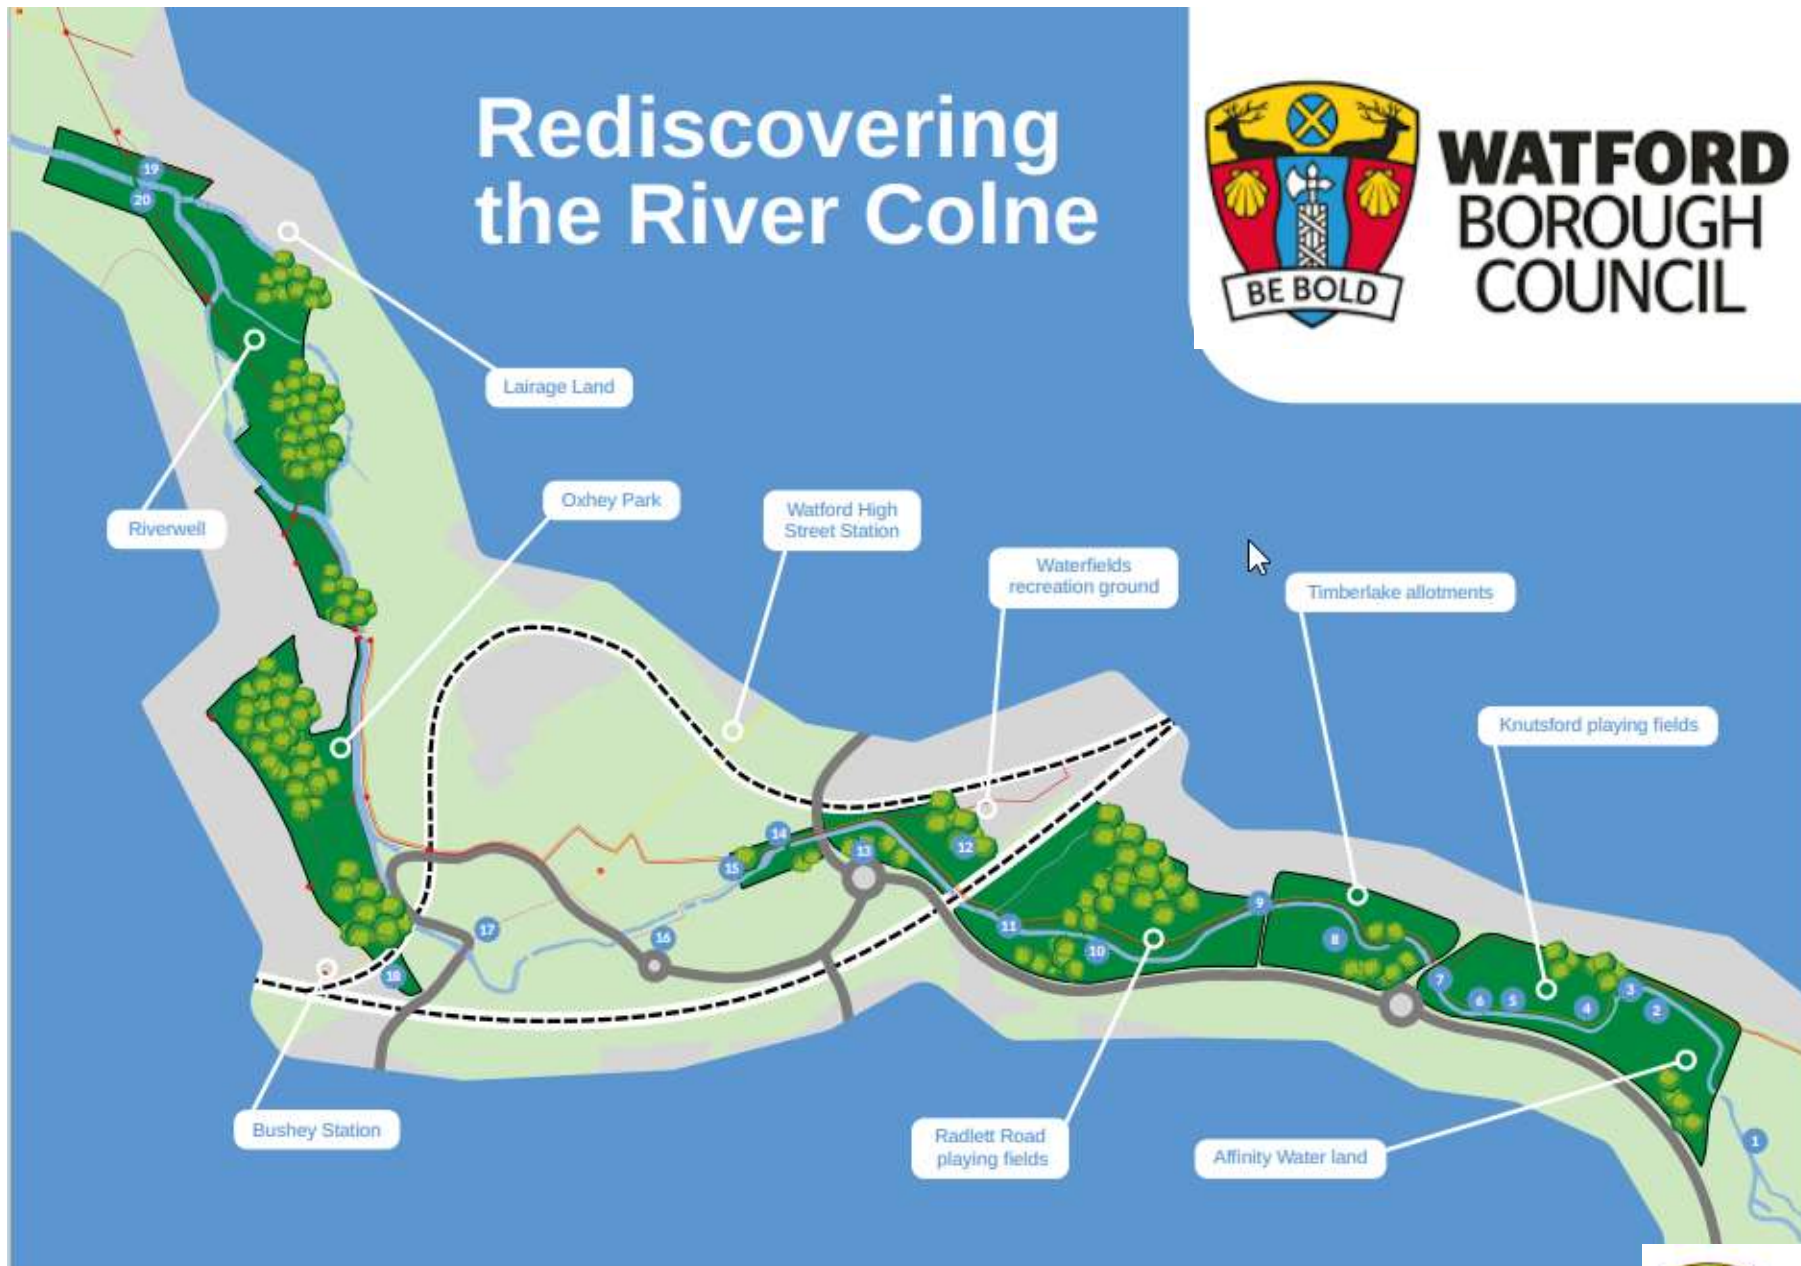 Rediscovering
the River Colne
BE BOLD
WATFORD
BOROUGH
COUNCIL
19
20
Lairage Land
Riverwell
Oxhey Park
Watford High
Street Station
Waterfields
recreation ground
Timberlake allotments
Knutsford playing fields
14
15
13
12
17
16
18
11
10
9
8
7
6
5
4
3
2
1
Bushey Station
Radlett Road
playing fields
Affinity Water land